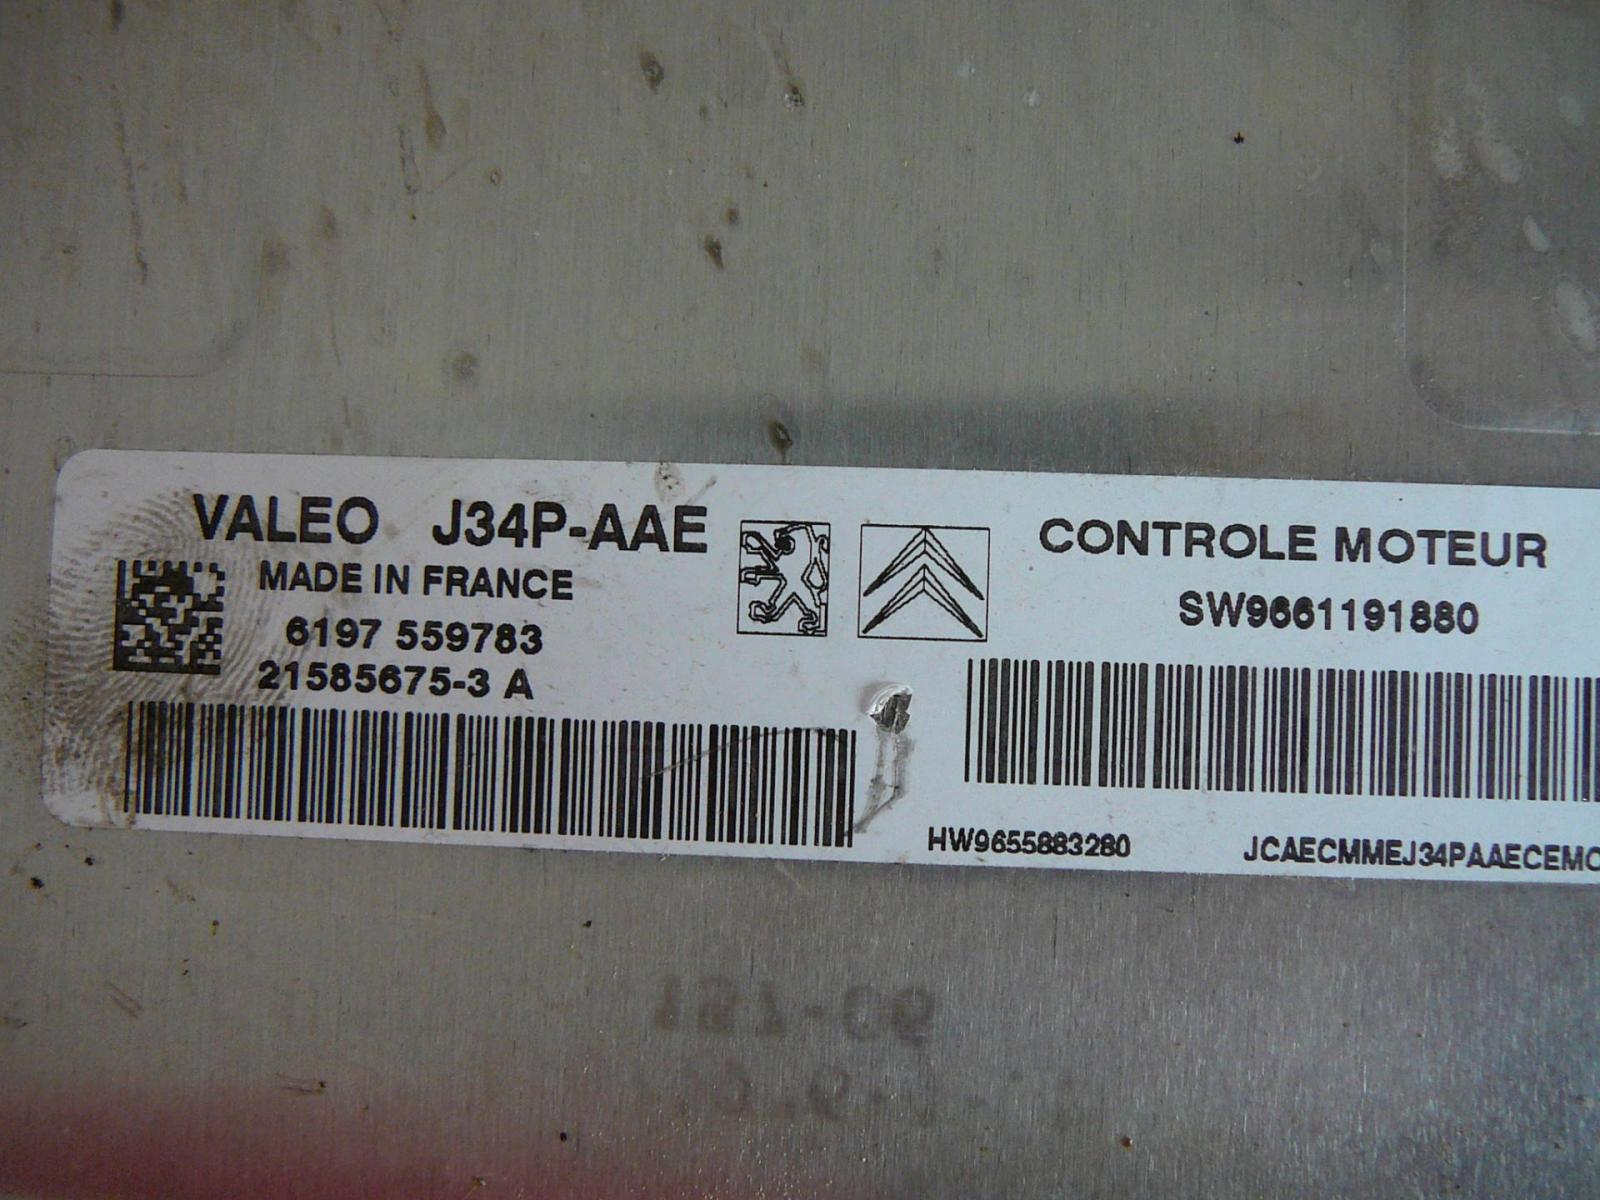 VALEO J34P-AAE
MADE IN FRANCE
6197 559783
21585675-3 A
CONTROLE MOTEUR
SW9661191880
HW9655883280
JCAECMMEJ34PAAECEMC